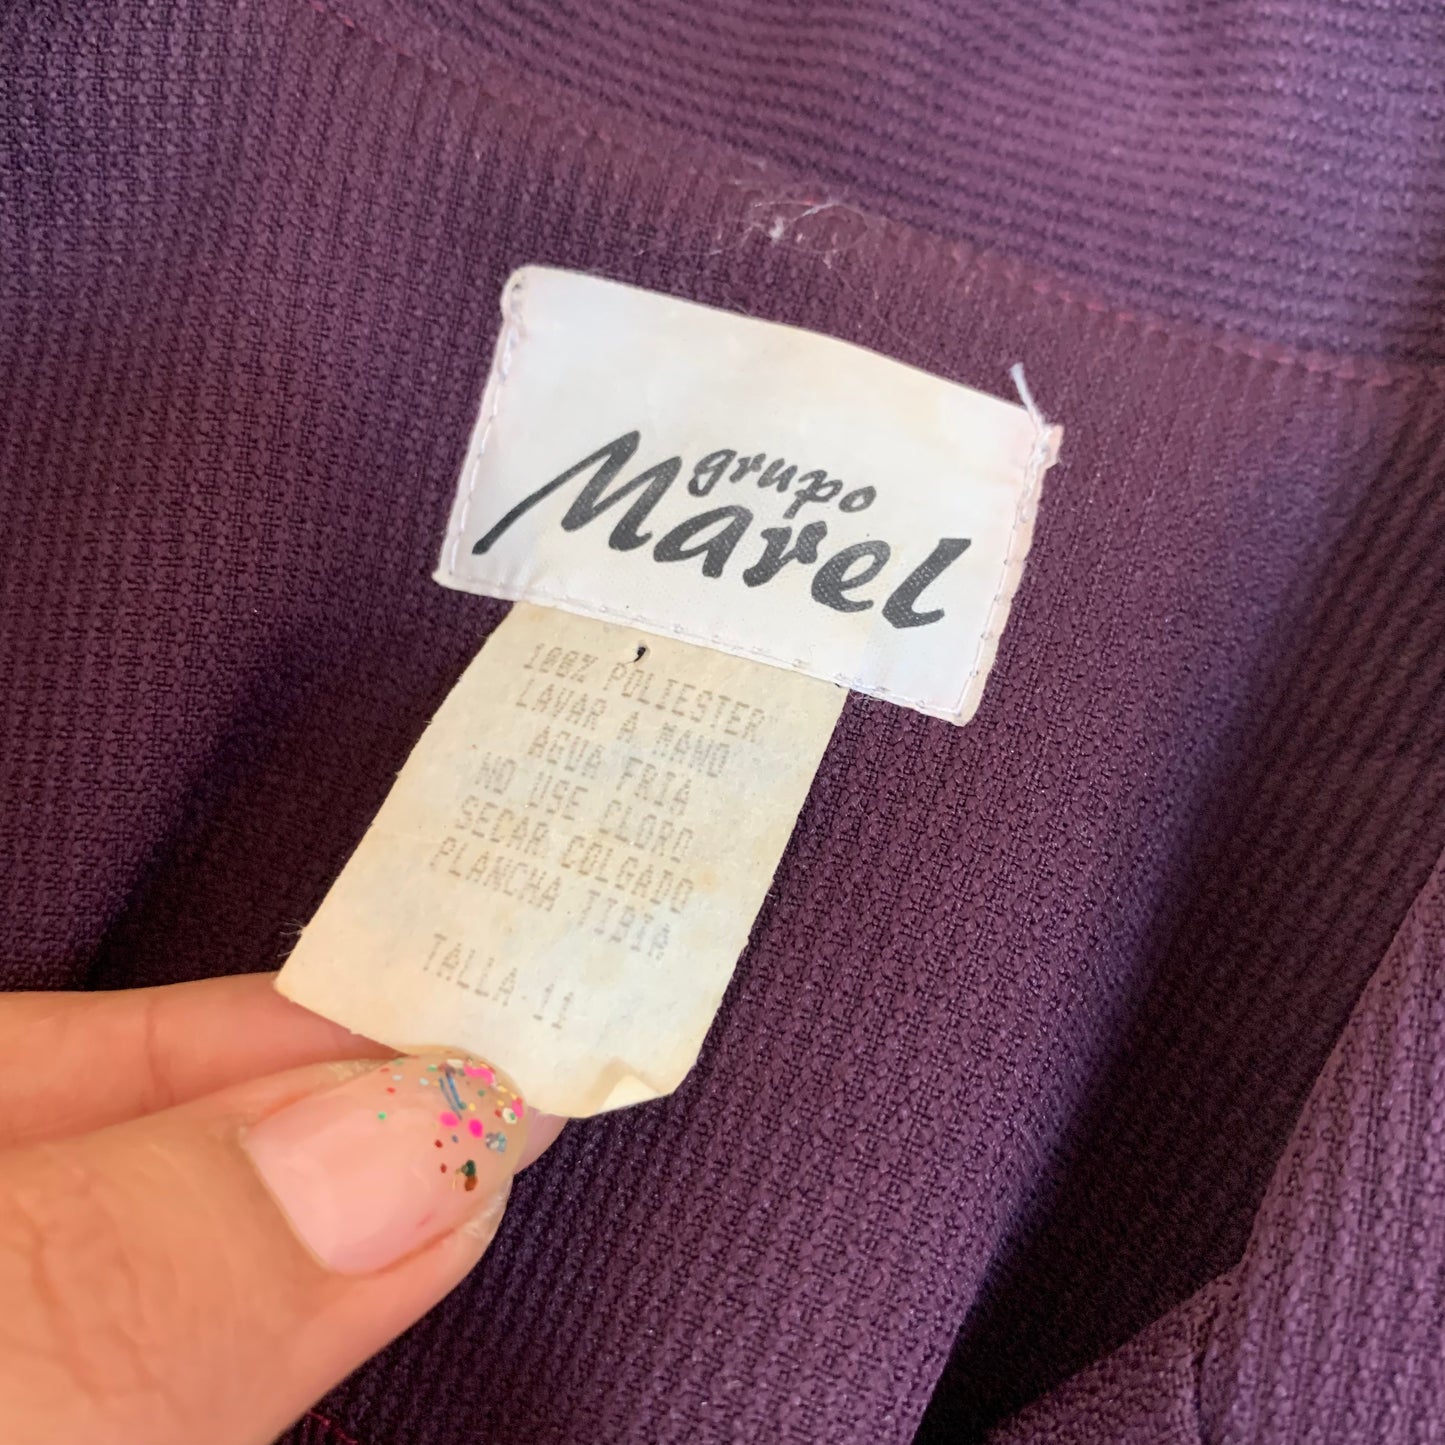 grupo
Marel
100% POLIESTER
LAVAR A MANO
AGUA FRIA
NO USE CLORO
SECAR COLGADO
PLANCHA TIBIA
TALLA 11